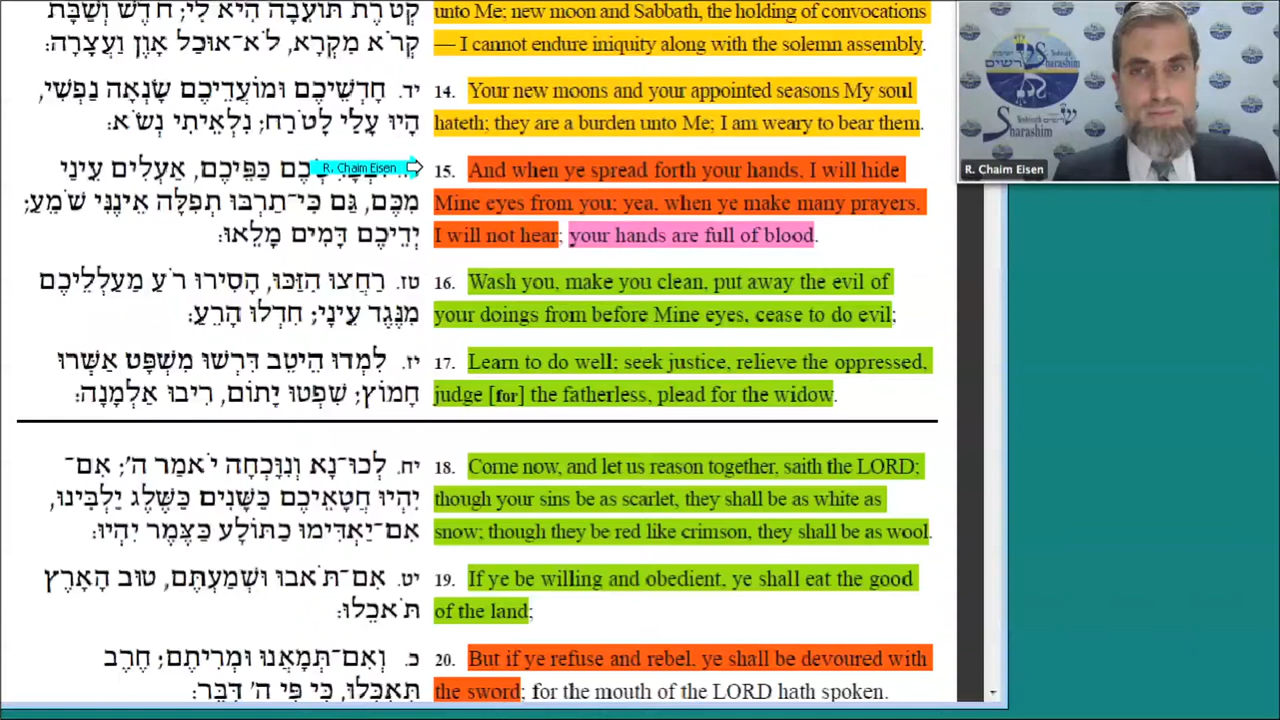 קְטֹרֶת תּוֹעֵבָה הִיא לִי; חֹדֶשׁ וְשַׁבָּת
קְרֹא מִקְרָא, לֹא־אוּכַל אָוֶן וַעֲצָרָה:
יד. חָדְשֵׁיכֶם וּמוֹעֲדֵיכֶם שָׂנְאָה נַפְשִׁי,
הָיוּ עָלַי לָטֹרַח; נִלְאֵיתִי נְשֹׂא:
כַּפֵּיכֶם, אַעְלִים עֵינַי
מִכֶּם, גַּם כִּי־תַרְבּוּ תְפִלָּה אֵינֶנִּי שֹׁמֵעַ;
יְדֵיכֶם דָּמִים מָלֵאוּ:
טז. רַחֲצוּ הִזַּכּוּ, הָסִירוּ רֹעַ מַעַלְלֵיכֶם
מִנֶּגֶד עֵינָי; חִדְלוּ הָרֵעַ:
יז. לִמְדוּ הֵיטֵב דִּרְשׁוּ מִשְׁפָּט אַשְּׁרוּ
חָמוֹץ; שִׁפְטוּ יָתוֹם, רִיבוּ אַלְמָנָה:
יח. לְכוּ־נָא וְנִוָּכְחָה יֹאמַר ה'; אִם־
יִהְיוּ חֲטָאֵיכֶם כַּשָּׁנִים כַּשֶּׁלֶג יַלְבִּינוּ,
אִם־יַאְדִּימוּ כַתּוֹלָע כַּצֶּמֶר יִהְיוּ:
יט. אִם־תֹּאבוּ וּשְׁמַעְתֶּם, טוּב הָאָרֶץ
תֹּאכֵלוּ:
כ. וְאִם־תְּמָאֲנוּ וּמְרִיתֶם; חֶרֶב
תְּאֻכְּלוּ, כִּי פִּי ה' דִּבֵּר:
unto Me; new moon and Sabbath, the holding of convocations
— I cannot endure iniquity along with the solemn assembly.
14. Your new moons and your appointed seasons My soul
hateth; they are a burden unto Me; I am weary to bear them.
15. And when ye spread forth your hands, I will hide
Mine eyes from you; yea, when ye make many prayers,
I will not hear; your hands are full of blood.
16. Wash you, make you clean, put away the evil of
your doings from before Mine eyes, cease to do evil;
17. Learn to do well; seek justice, relieve the oppressed,
judge [for] the fatherless, plead for the widow.
18. Come now, and let us reason together, saith the LORD;
though your sins be as scarlet, they shall be as white as
snow; though they be red like crimson, they shall be as wool.
19. If ye be willing and obedient, ye shall eat the good
of the land;
20. But if ye refuse and rebel, ye shall be devoured with
the sword; for the mouth of the LORD hath spoken.
R. Chaim Eisen
Sharashim
שרשים
Sharashim
R. Chaim Eisen